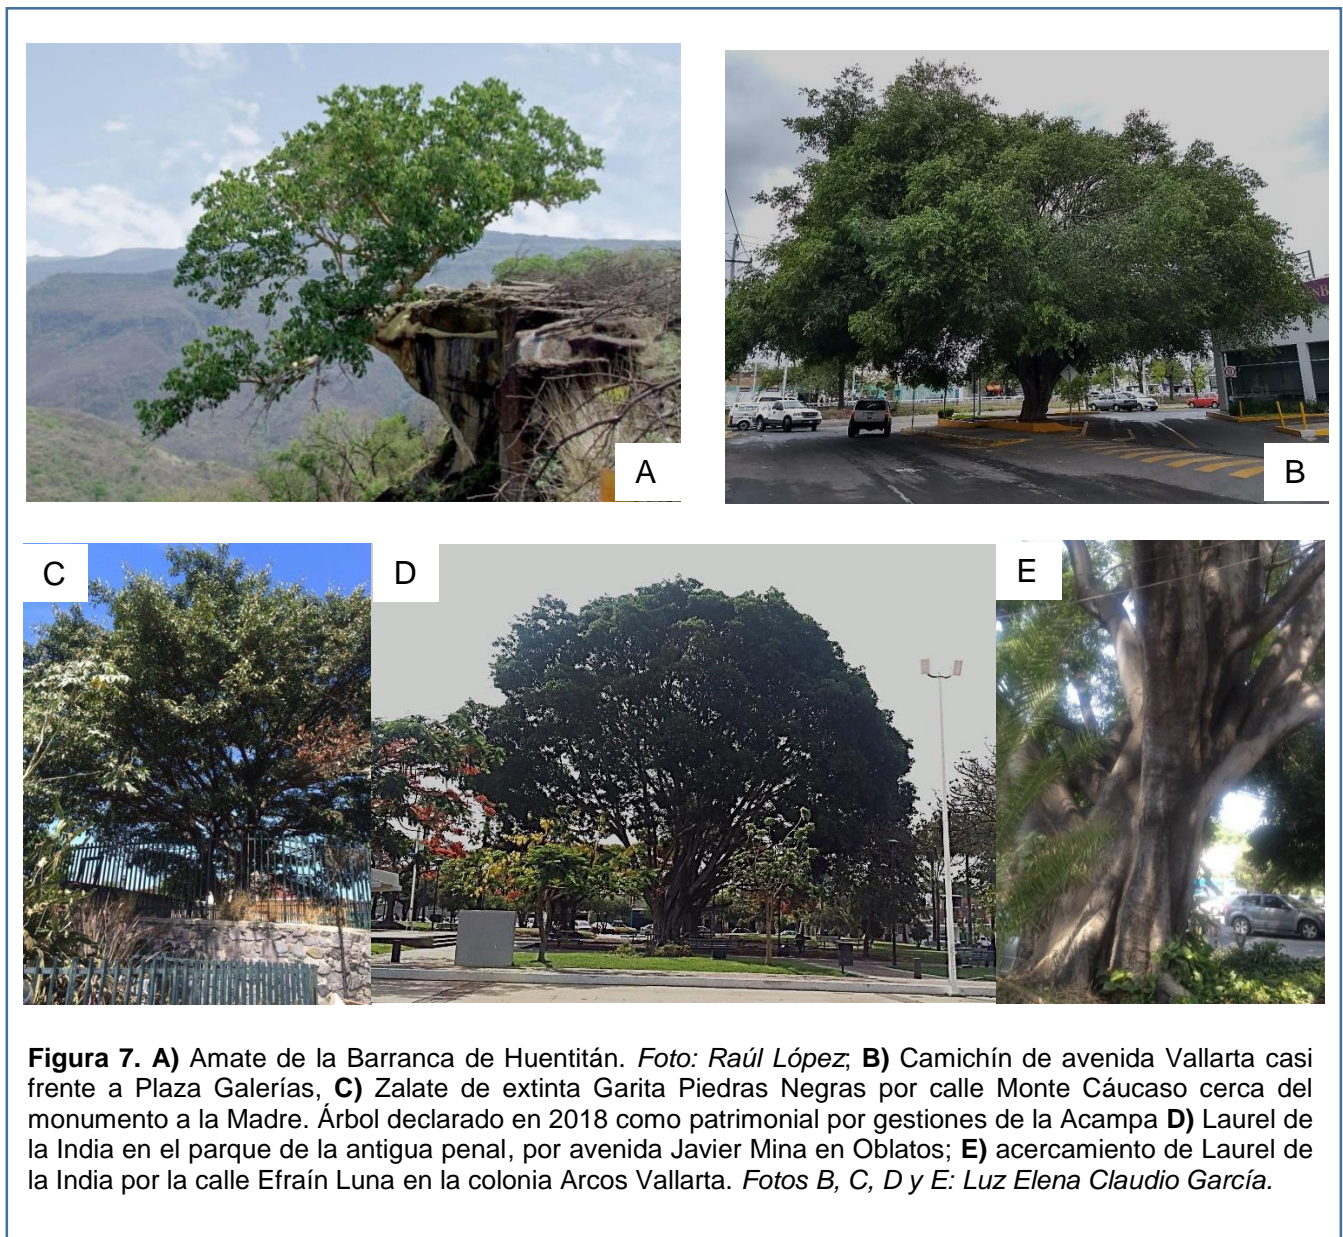 A
B
C
D
E
Figura 7. A) Amate de la Barranca de Huentitán. Foto: Raúl López; B) Camichín de avenida Vallarta casi
frente a Plaza Galerías, C) Zalate de extinta Garita Piedras Negras por calle Monte Cáucaso cerca del
monumento a la Madre. Árbol declarado en 2018 como patrimonial por gestiones de la Acampa D) Laurel de
la India en el parque de la antigua penal, por avenida Javier Mina en Oblatos; E) acercamiento de Laurel de
la India por la calle Efraín Luna en la colonia Arcos Vallarta. Fotos B, C, D y E: Luz Elena Claudio García.